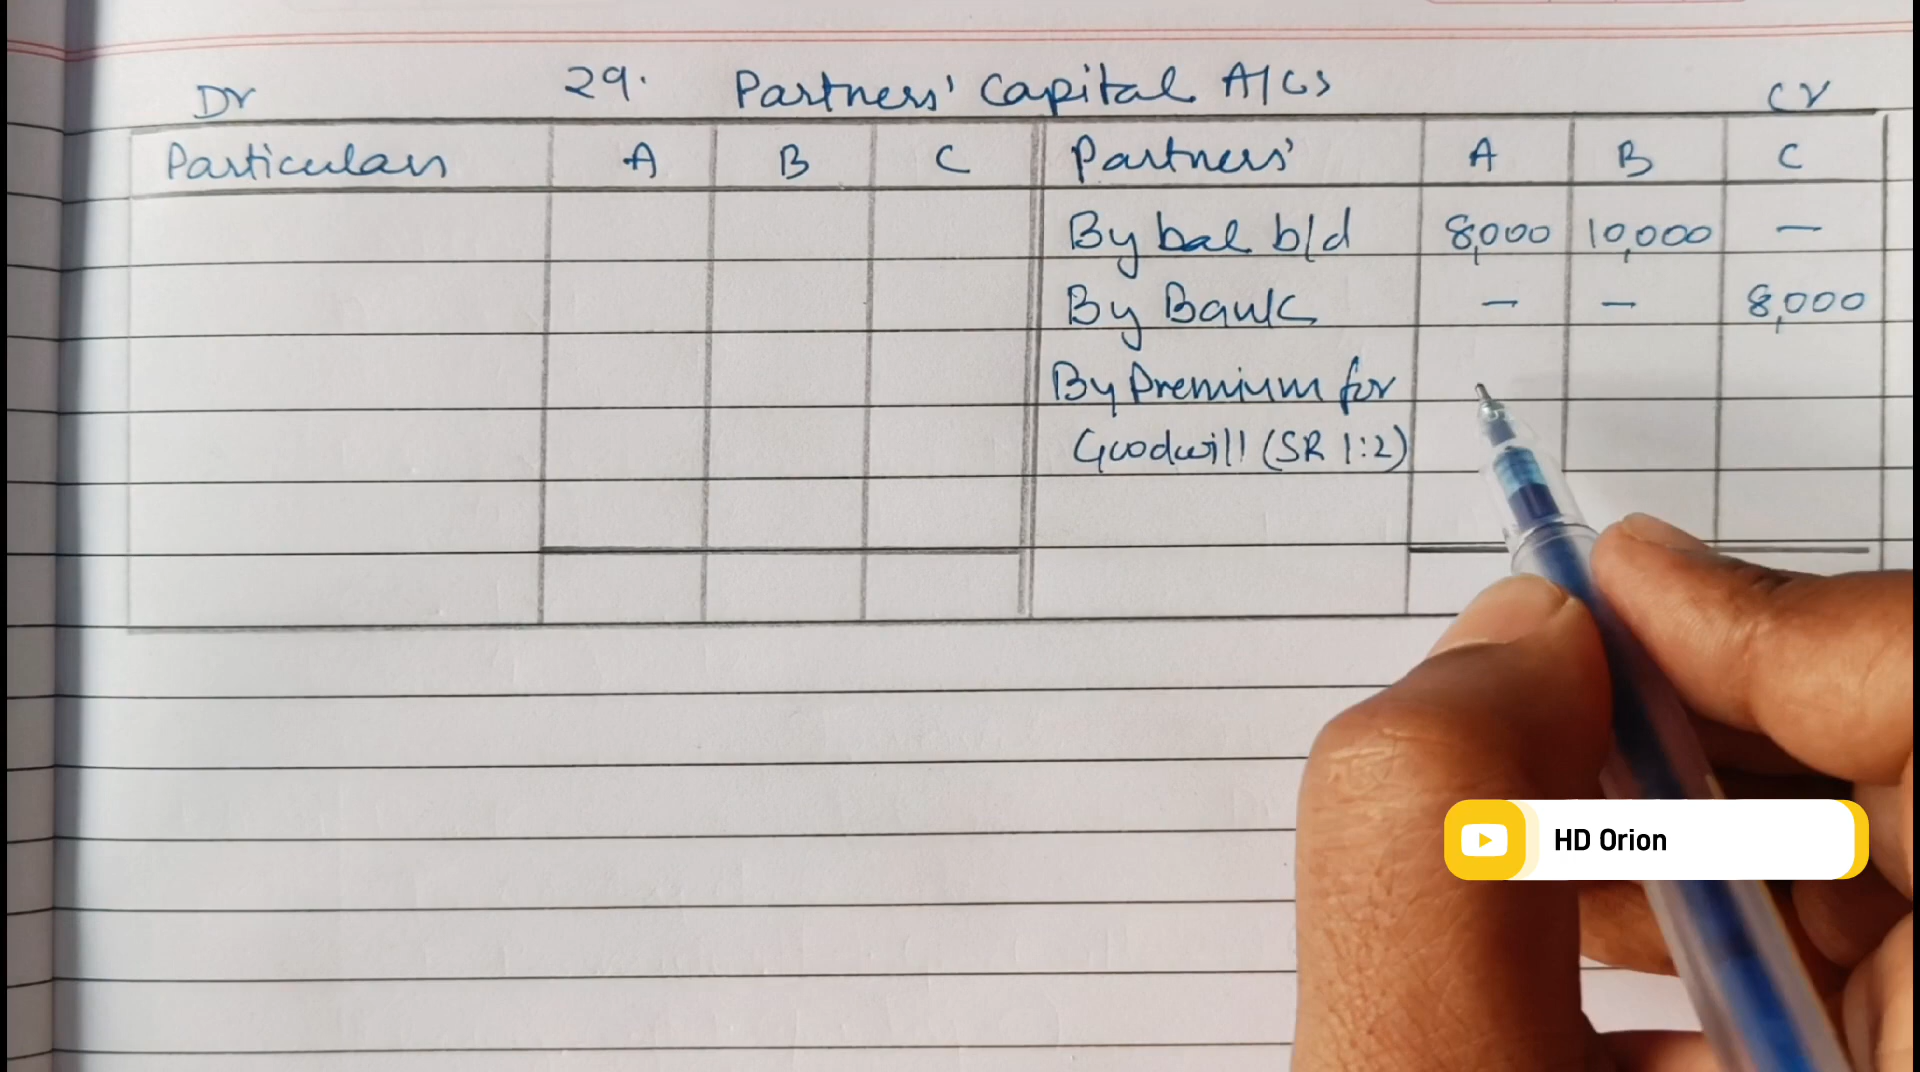 29. Partners' Capital A/Cs
Dr Cr
Particulars A B C Partners' A B C
By bal b/d 8,000 10,000 —
By Bank — — 8,000
By Premium for
Goodwill (SR 1:2)
HD Orion